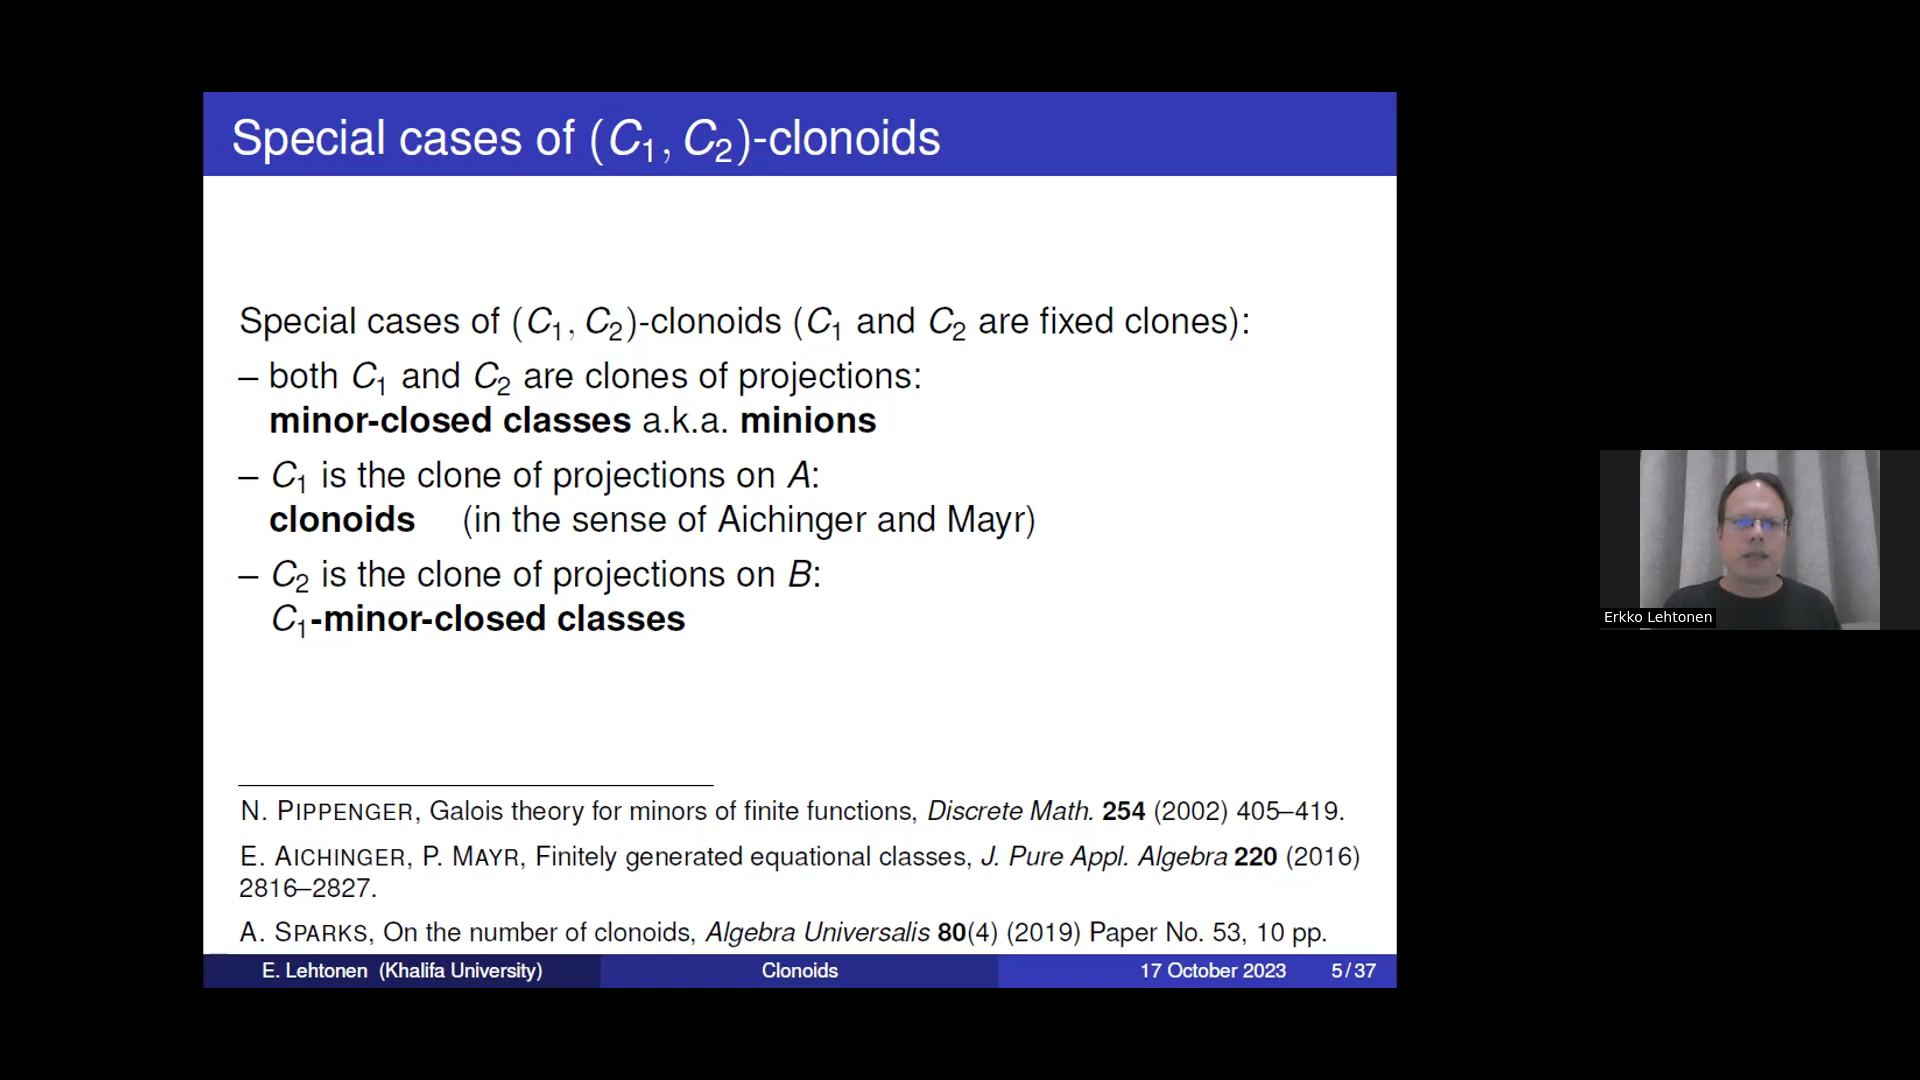 Special cases of (C₁, C₂)-clonoids
Special cases of (C₁, C₂)-clonoids (C₁ and C₂ are fixed clones):
– both C₁ and C₂ are clones of projections:
minor-closed classes a.k.a. minions
– C₁ is the clone of projections on A:
clonoids (in the sense of Aichinger and Mayr)
– C₂ is the clone of projections on B:
C₁-minor-closed classes
N. PIPPENGER, Galois theory for minors of finite functions, Discrete Math. 254 (2002) 405–419.
E. AICHINGER, P. MAYR, Finitely generated equational classes, J. Pure Appl. Algebra 220 (2016)
2816–2827.
A. SPARKS, On the number of clonoids, Algebra Universalis 80(4) (2019) Paper No. 53, 10 pp.
E. Lehtonen (Khalifa University) Clonoids 17 October 2023 5/37
Erkko Lehtonen